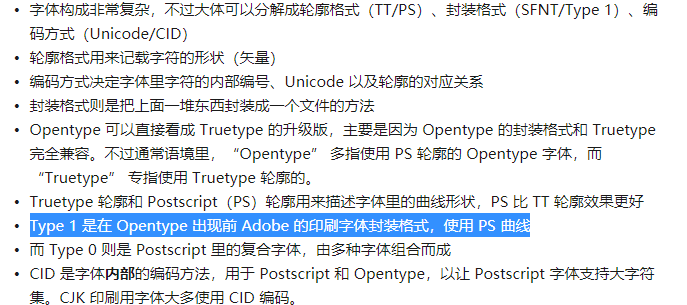 • 字体构成非常复杂，不过大体可以分解成轮廓格式（TT/PS）、封装格式（SFNT/Type 1）、编
码方式（Unicode/CID）
• 轮廓格式用来记载字符的形状（矢量）
• 编码方式决定字体里字符的内部编号、Unicode 以及轮廓的对应关系
• 封装格式则是把上面一堆东西封装成一个文件的方法
• Opentype 可以直接看成 Truetype 的升级版，主要是因为 Opentype 的封装格式和 Truetype
完全兼容。不过通常语境里，“Opentype” 多指使用 PS 轮廓的 Opentype 字体，而
“Truetype” 专指使用 Truetype 轮廓的。
• Truetype 轮廓和 Postscript（PS）轮廓用来描述字体里的曲线形状，PS 比 TT 轮廓效果更好
• Type 1 是在 Opentype 出现前 Adobe 的印刷字体封装格式，使用 PS 曲线
• 而 Type 0 则是 Postscript 里的复合字体，由多种字体组合而成
• CID 是字体内部的编码方法，用于 Postscript 和 Opentype，以让 Postscript 字体支持大字符
集。CJK 印刷用字体大多使用 CID 编码。